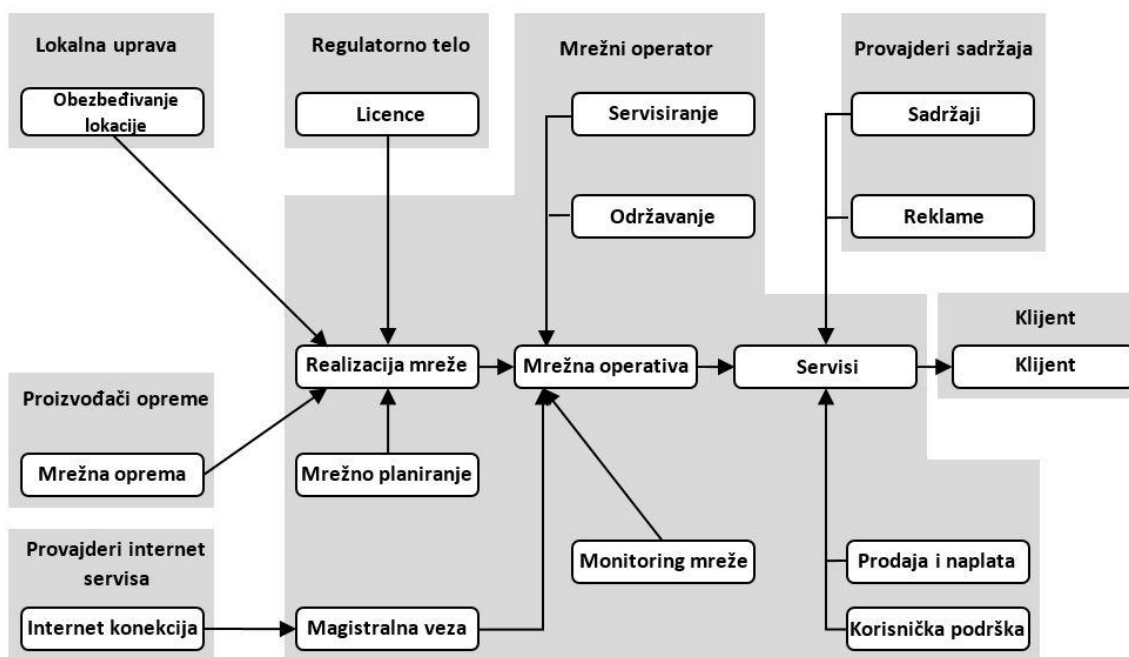 Lokalna uprava
Regulatorno telo
Mrežni operator
Provajderi sadržaja
Obezbeđivanje
lokacije
Licence
Servisiranje
Sadržaji
Održavanje
Reklame
Klijent
Realizacija mreže
Mrežna operativa
Servisi
Klijent
Proizvođači opreme
Mrežna oprema
Mrežno planiranje
Provajderi internet
servisa
Monitoring mreže
Prodaja i naplata
Internet konekcija
Magistralna veza
Korisnička podrška